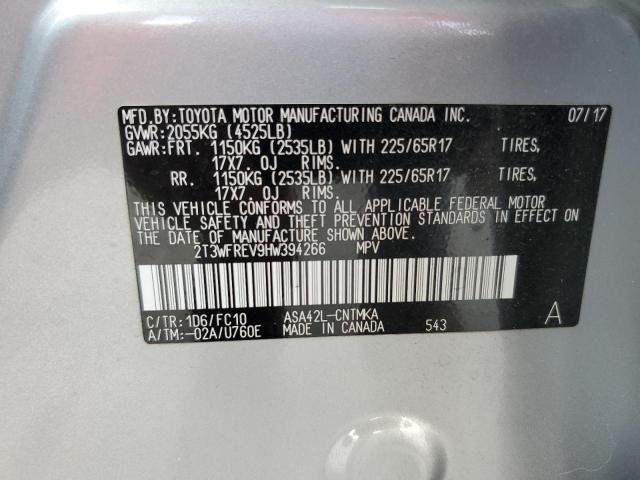 MFD.BY:TOYOTA MOTOR MANUFACTURING CANADA INC. 07/17
GVWR:2055KG (4525LB)
GAWR:FRT. 1150KG (2535LB) WITH 225/65R17 TIRES,
17X7.0J RIMS.
RR. 1150KG (2535LB) WITH 225/65R17 TIRES,
17X7.0J RIMS.
THIS VEHICLE CONFORMS TO ALL APPLICABLE FEDERAL MOTOR
VEHICLE SAFETY AND THEFT PREVENTION STANDARDS IN EFFECT ON
THE DATE OF MANUFACTURE SHOWN ABOVE.
2T3WFREV9HW394266 MPV
C/TR:1D6/FC10 ASA42L-CNTMKA
A/TM:-02A/U760E MADE IN CANADA 543 A